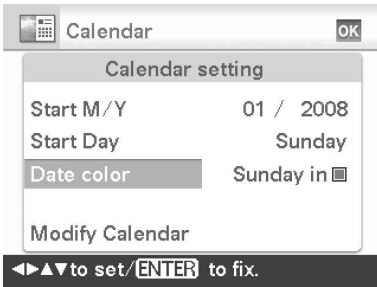 Calendar OK
Calendar setting
Start M/Y 01 / 2008
Start Day Sunday
Date color Sunday in
Modify Calendar
◄►▲▼to set/ENTER to fix.